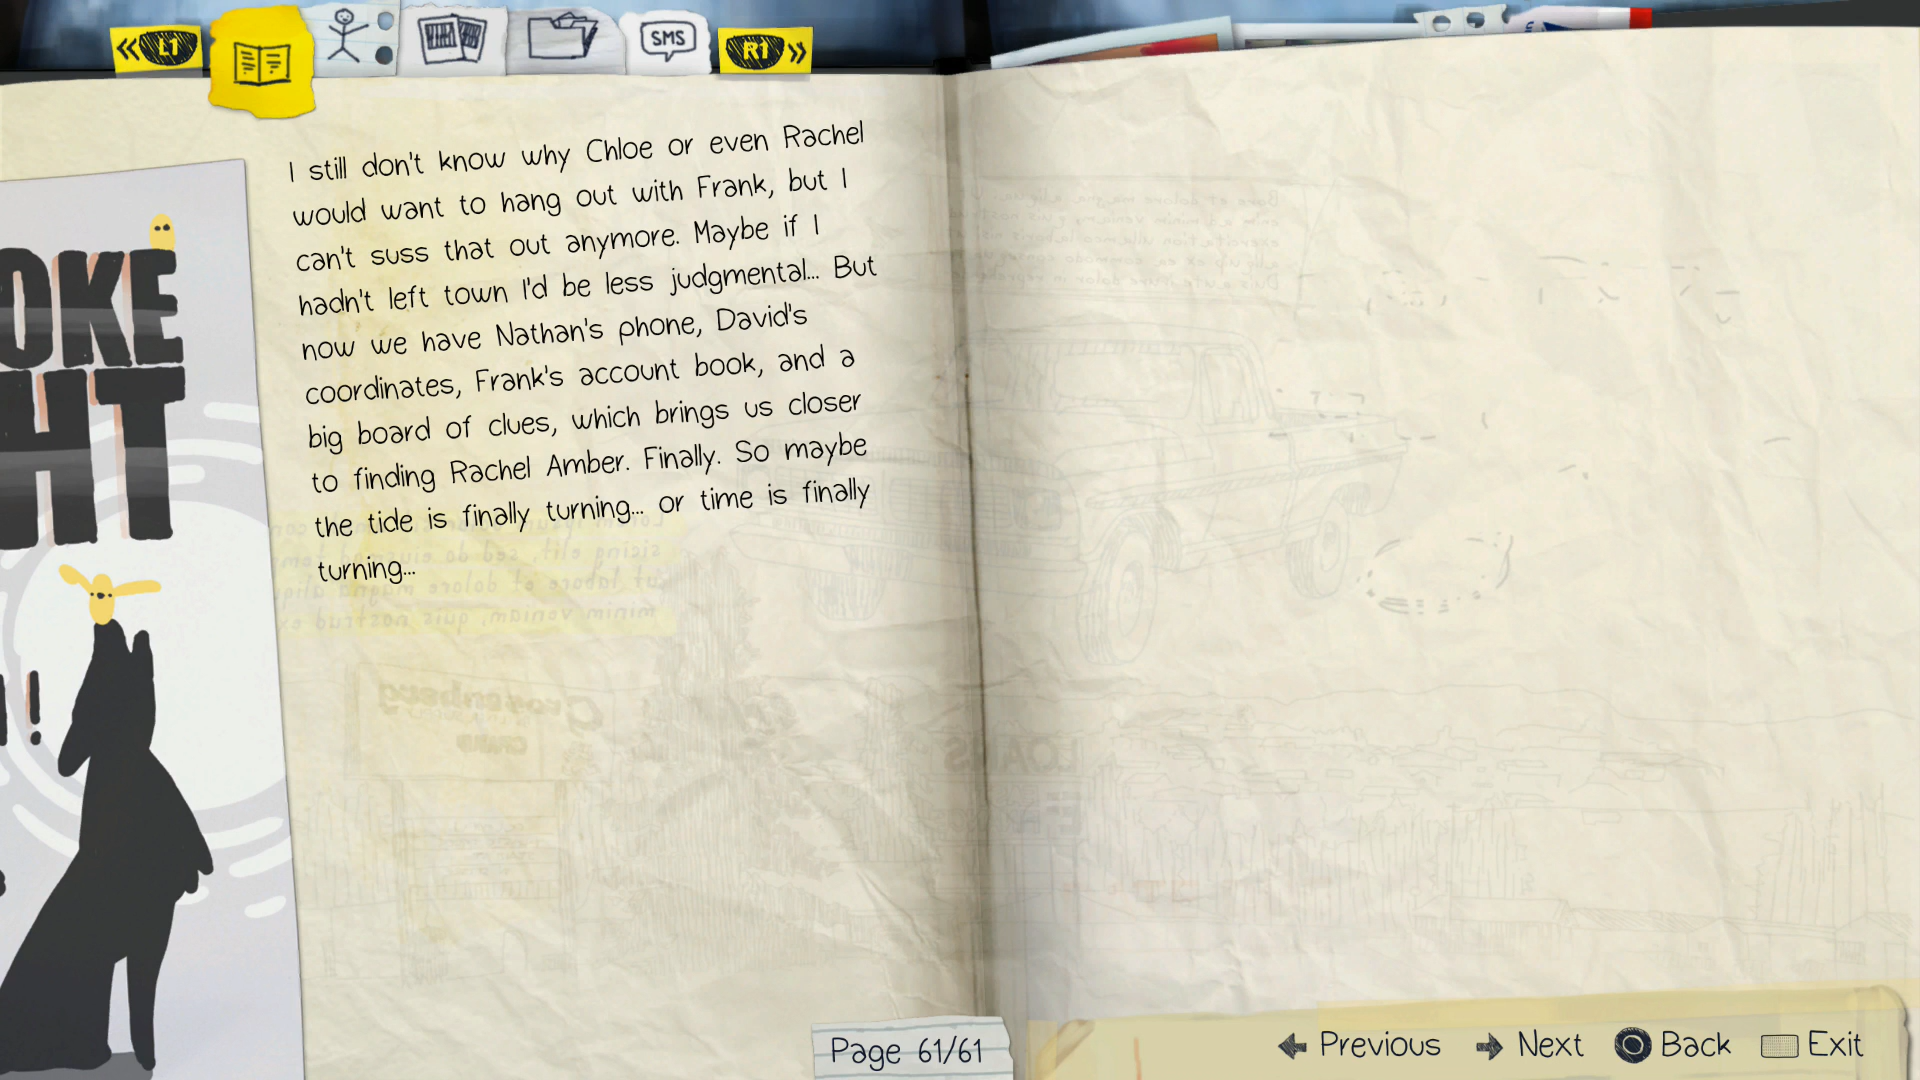 L1
SMS
R1
I still don't know why Chloe or even Rachel
would want to hang out with Frank, but I
can't suss that out anymore. Maybe if I
hadn't left town I'd be less judgmental... But
now we have Nathan's phone, David's
coordinates, Frank's account book, and a
big board of clues, which brings us closer
to finding Rachel Amber. Finally. So maybe
the tide is finally turning... or time is finally
turning...
OKE
HT
!
Page 61/61
Previous
Next
Back
Exit